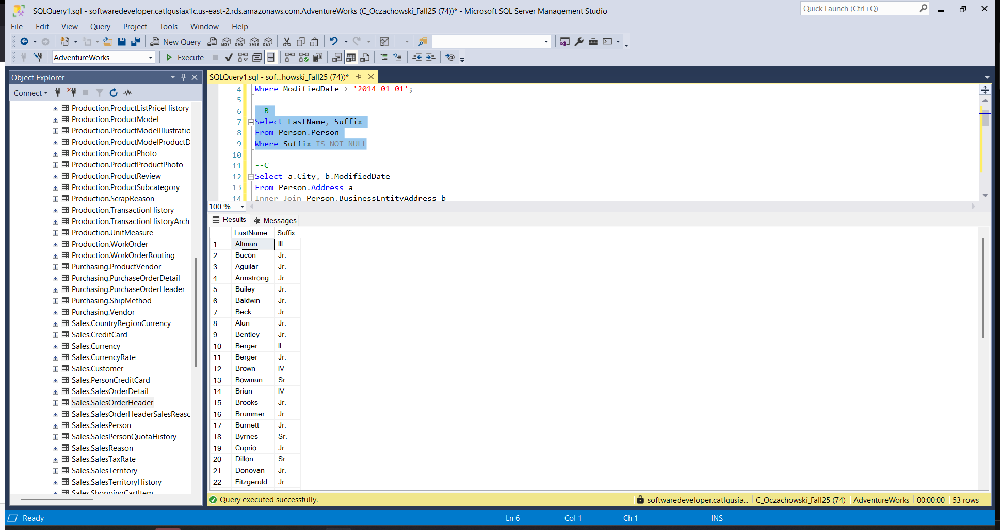 SQLQuery1.sql - softwaredeveloper.catlgusiax1c.us-east-2.rds.amazonaws.com.AdventureWorks (C_Oczachowski_Fall25 (74))* - Microsoft SQL Server Management Studio
Quick Launch (Ctrl+Q)
File Edit View Query Project Tools Window Help
New Query MDX DMX XMLA DAX
AdventureWorks Execute
Object Explorer
Connect
Production.ProductListPriceHistory
Production.ProductModel
Production.ProductModelIllustratio
Production.ProductModelProductD
Production.ProductPhoto
Production.ProductProductPhoto
Production.ProductReview
Production.ProductSubcategory
Production.ScrapReason
Production.TransactionHistory
Production.TransactionHistoryArchi
Production.UnitMeasure
Production.WorkOrder
Production.WorkOrderRouting
Purchasing.ProductVendor
Purchasing.PurchaseOrderDetail
Purchasing.PurchaseOrderHeader
Purchasing.ShipMethod
Purchasing.Vendor
Sales.CountryRegionCurrency
Sales.CreditCard
Sales.Currency
Sales.CurrencyRate
Sales.Customer
Sales.PersonCreditCard
Sales.SalesOrderDetail
Sales.SalesOrderHeader
Sales.SalesOrderHeaderSalesReaso
Sales.SalesPerson
Sales.SalesPersonQuotaHistory
Sales.SalesReason
Sales.SalesTaxRate
Sales.SalesTerritory
Sales.SalesTerritoryHistory
Sales.ShoppingCartItem
SQLQuery1.sql - sof...howski_Fall25 (74))*
4 Where ModifiedDate > '2014-01-01';
5
6 --B
7 Select LastName, Suffix
8 From Person.Person
9 Where Suffix IS NOT NULL
10
11 --C
12 Select a.City, b.ModifiedDate
13 From Person.Address a
14 Inner Join Person.BusinessEntityAddress b
100 %
Results Messages
LastName Suffix
1 Altman III
2 Bacon Jr.
3 Aguilar Jr.
4 Armstrong Jr.
5 Bailey Jr.
6 Baldwin Jr.
7 Beck Jr.
8 Alan Jr.
9 Bentley Jr.
10 Berger II
11 Berger Jr.
12 Brown IV
13 Bowman Sr.
14 Brian IV
15 Brooks Jr.
16 Brummer Jr.
17 Burnett Jr.
18 Byrnes Sr.
19 Caprio Jr.
20 Dillon Sr.
21 Donovan Jr.
22 Fitzgerald Jr.
Query executed successfully. softwaredeveloper.catlgusia... C_Oczachowski_Fall25 (74) AdventureWorks 00:00:00 53 rows
Ready Ln 6 Col 1 Ch 1 INS